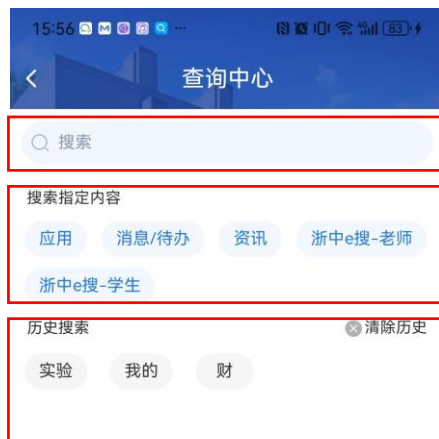 15:56 ... 4G 83
查询中心
搜索
搜索指定内容
应用 消息/待办 资讯 浙中e搜-老师
浙中e搜-学生
历史搜索 清除历史
实验 我的 财